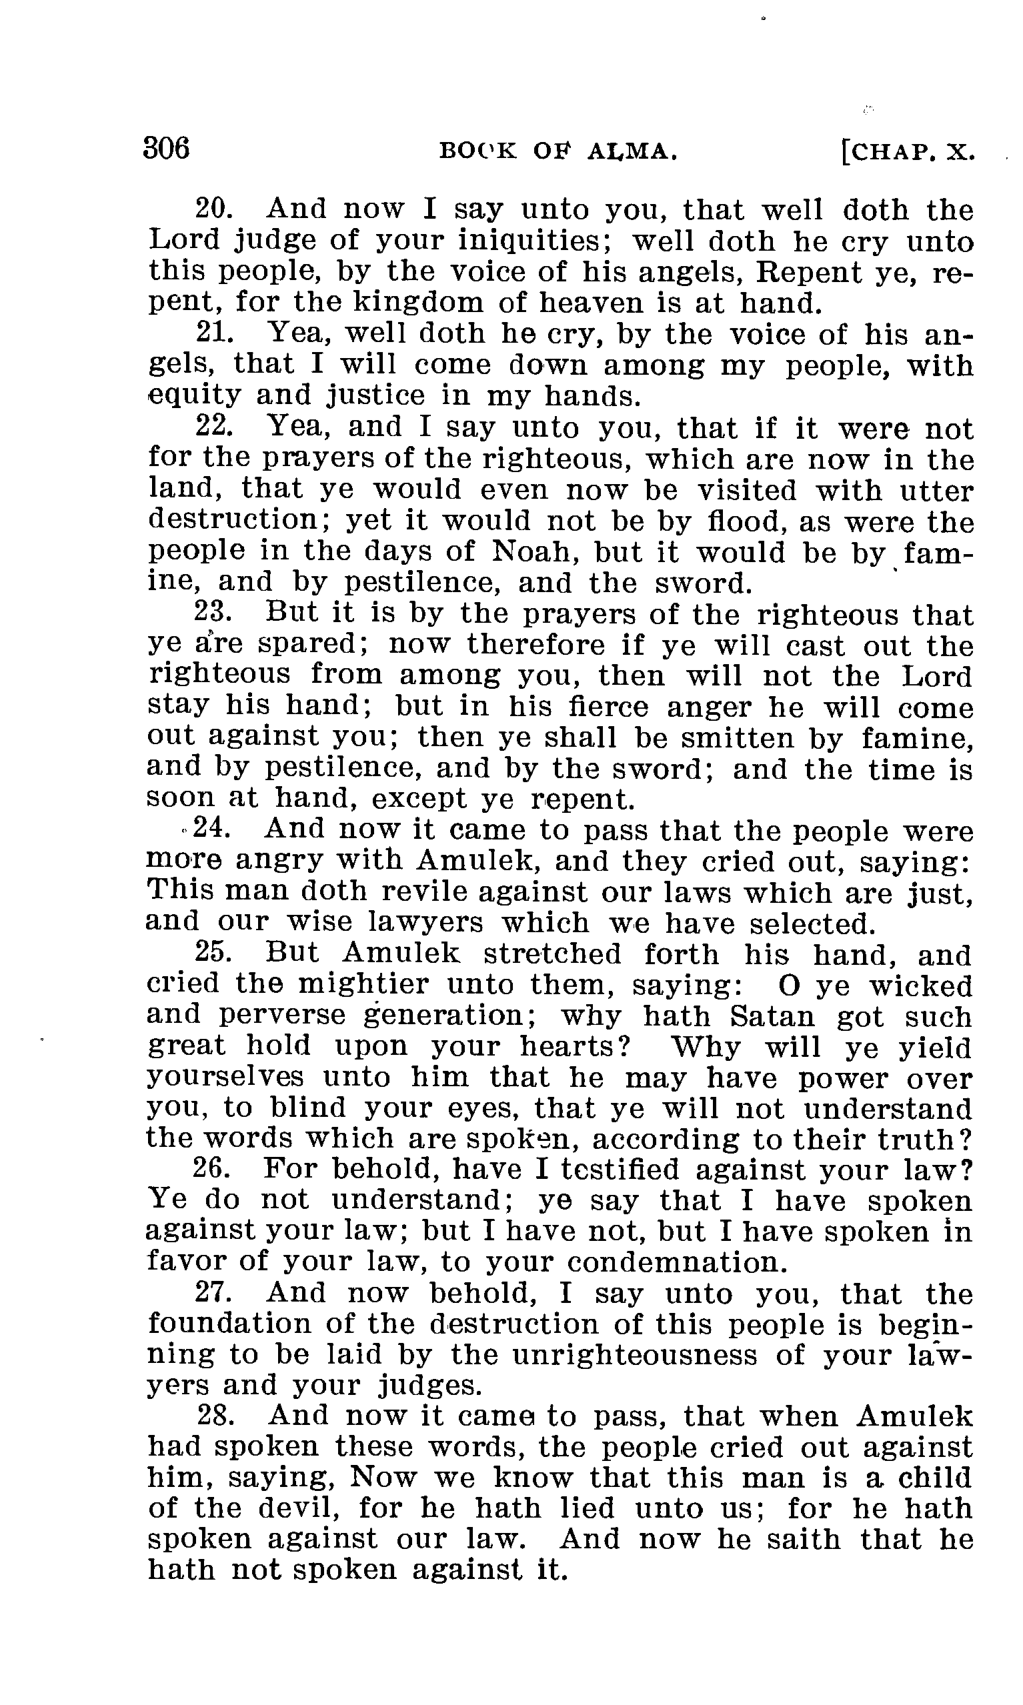 306 BOOK OF ALMA. [CHAP. X.
20. And now I say unto you, that well doth the
Lord judge of your iniquities; well doth he cry unto
this people, by the voice of his angels, Repent ye, re-
pent, for the kingdom of heaven is at hand.
21. Yea, well doth he cry, by the voice of his an-
gels, that I will come down among my people, with
equity and justice in my hands.
22. Yea, and I say unto you, that if it were not
for the prayers of the righteous, which are now in the
land, that ye would even now be visited with utter
destruction; yet it would not be by flood, as were the
people in the days of Noah, but it would be by fam-
ine, and by pestilence, and the sword.
23. But it is by the prayers of the righteous that
ye are spared; now therefore if ye will cast out the
righteous from among you, then will not the Lord
stay his hand; but in his fierce anger he will come
out against you; then ye shall be smitten by famine,
and by pestilence, and by the sword; and the time is
soon at hand, except ye repent.
24. And now it came to pass that the people were
more angry with Amulek, and they cried out, saying:
This man doth revile against our laws which are just,
and our wise lawyers which we have selected.
25. But Amulek stretched forth his hand, and
cried the mightier unto them, saying: O ye wicked
and perverse generation; why hath Satan got such
great hold upon your hearts? Why will ye yield
yourselves unto him that he may have power over
you, to blind your eyes, that ye will not understand
the words which are spoken, according to their truth?
26. For behold, have I testified against your law?
Ye do not understand; ye say that I have spoken
against your law; but I have not, but I have spoken in
favor of your law, to your condemnation.
27. And now behold, I say unto you, that the
foundation of the destruction of this people is begin-
ning to be laid by the unrighteousness of your law-
yers and your judges.
28. And now it came to pass, that when Amulek
had spoken these words, the people cried out against
him, saying, Now we know that this man is a child
of the devil, for he hath lied unto us; for he hath
spoken against our law. And now he saith that he
hath not spoken against it.